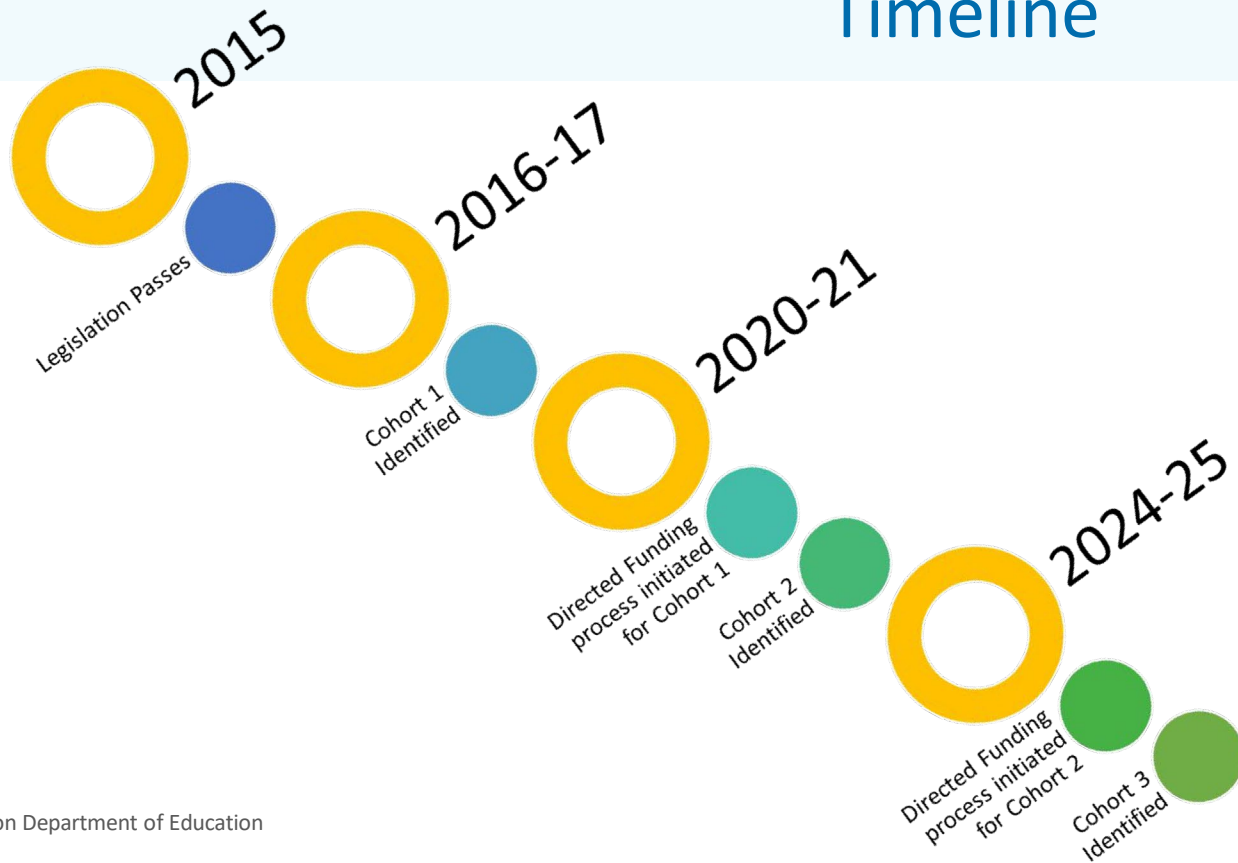 Timeline
2015
Legislation Passes
2016-17
Cohort 1
Identified
2020-21
Directed Funding
process initiated
for Cohort 1
Cohort 2
Identified
2024-25
Directed Funding
process initiated
for Cohort 2
Cohort 3
Identified
on Department of Education